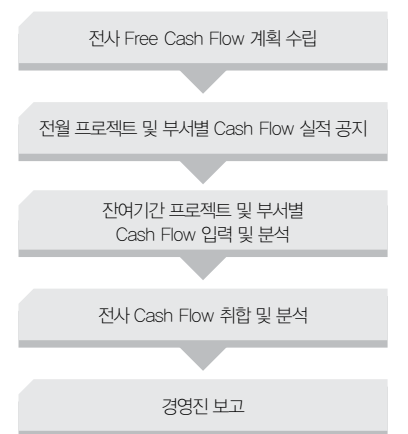 전사 Free Cash Flow 계획 수립
전월 프로젝트 및 부서별 Cash Flow 실적 공지
잔여기간 프로젝트 및 부서별
Cash Flow 입력 및 분석
전사 Cash Flow 취합 및 분석
경영진 보고